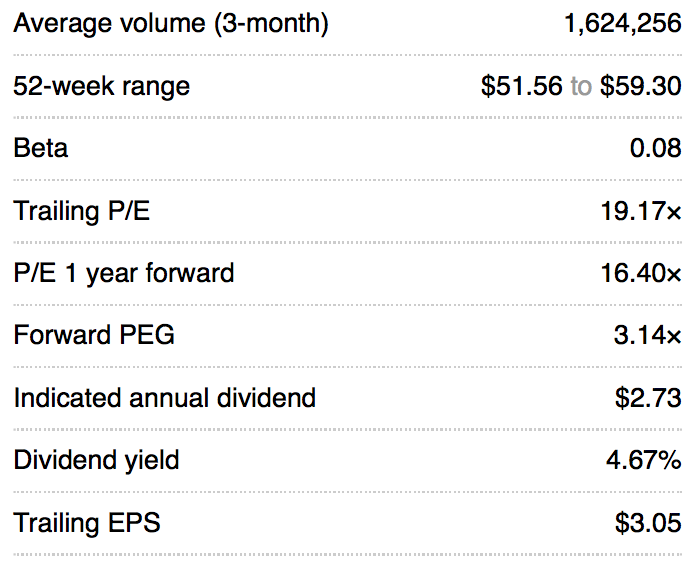 Average volume (3-month) 1,624,256
52-week range $51.56 to $59.30
Beta 0.08
Trailing P/E 19.17×
P/E 1 year forward 16.40×
Forward PEG 3.14×
Indicated annual dividend $2.73
Dividend yield 4.67%
Trailing EPS $3.05